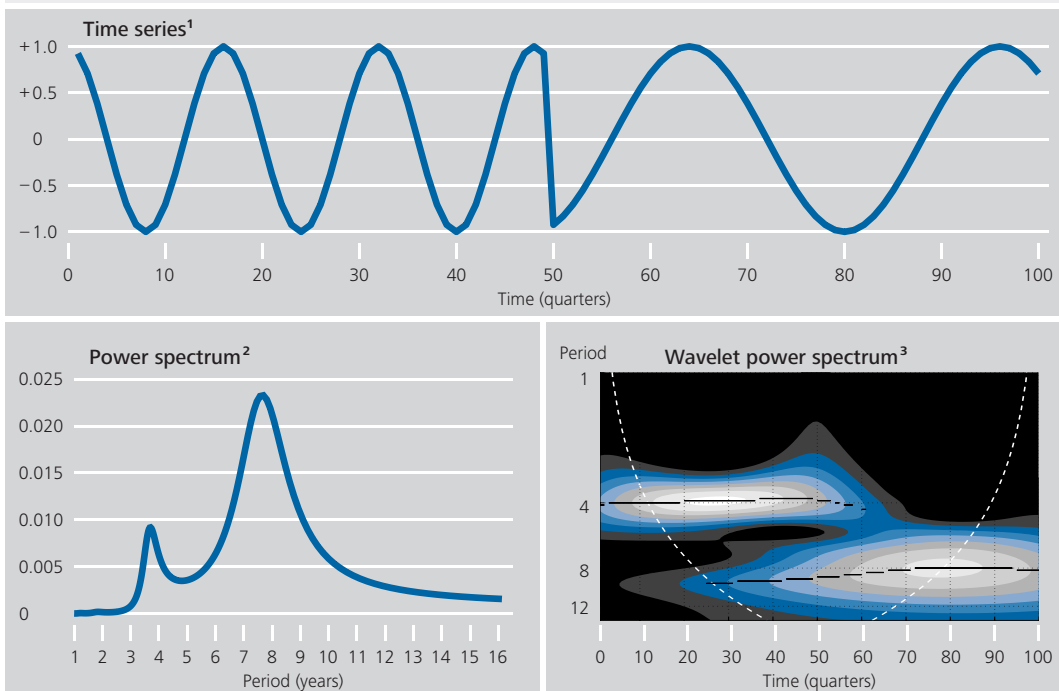 Time series¹
+1.0
+0.5
0
−0.5
−1.0
0 10 20 30 40 50 60 70 80 90 100
Time (quarters)
Power spectrum²
0.025
0.020
0.015
0.010
0.005
0
1 2 3 4 5 6 7 8 9 10 11 12 13 14 15 16
Period (years)
Period Wavelet power spectrum³
1
4
8
12
0 10 20 30 40 50 60 70 80 90 100
Time (quarters)